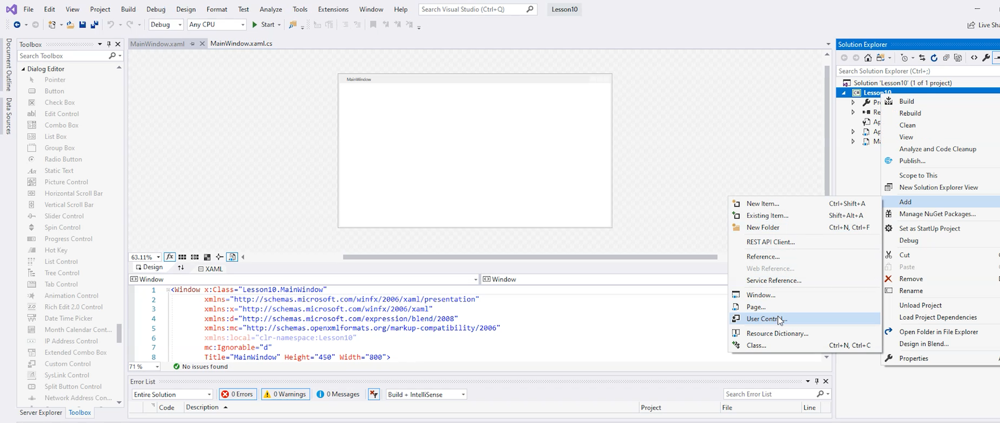 File Edit View Project Build Debug Design Format Test Analyze Tools Extensions Window Help Search Visual Studio (Ctrl+Q) Lesson10
Debug Any CPU Start Live Sha
Document Outline
Data Sources
Toolbox
Search Toolbox
Dialog Editor
Pointer
Button
Check Box
Edit Control
Combo Box
List Box
Group Box
Radio Button
Static Text
Picture Control
Horizontal Scroll Bar
Vertical Scroll Bar
Slider Control
Spin Control
Progress Control
Hot Key
List Control
Tree Control
Tab Control
Animation Control
Rich Edit 2.0 Control
Date Time Picker
Month Calendar Cont...
IP Address Control
Extended Combo Box
Custom Control
SysLink Control
Split Button Control
Network Address Con...
Server Explorer Toolbox
MainWindow.xaml MainWindow.xaml.cs
MainWindow
63.11% fx
Design XAML
Window Window
1 <Window x:Class="Lesson10.MainWindow"
2 xmlns="http://schemas.microsoft.com/winfx/2006/xaml/presentation"
3 xmlns:x="http://schemas.microsoft.com/winfx/2006/xaml"
4 xmlns:d="http://schemas.microsoft.com/expression/blend/2008"
5 xmlns:mc="http://schemas.openxmlformats.org/markup-compatibility/2006"
6 xmlns:local="clr-namespace:Lesson10"
7 mc:Ignorable="d"
8 Title="MainWindow" Height="450" Width="800">
71 % No issues found
Error List
Entire Solution 0 Errors 0 Warnings 0 Messages Build + IntelliSense Search Error List
Code Description Project File Line
Solution Explorer
Search Solution Explorer (Ctrl+;)
Solution 'Lesson10' (1 of 1 project)
C# Lesson10
Pr
Re
Ap
Ap
Ma
Build
Rebuild
Clean
View
Analyze and Code Cleanup
Publish...
Scope to This
New Solution Explorer View
Add
Manage NuGet Packages...
Set as StartUp Project
Debug
Cut
Paste
Remove
Rename
Unload Project
Load Project Dependencies
Open Folder in File Explorer
Design in Blend...
Properties
New Item... Ctrl+Shift+A
Existing Item... Shift+Alt+A
New Folder Ctrl+N, Ctrl+F
REST API Client...
Reference...
Web Reference...
Service Reference...
Window...
Page...
User Contr...
Resource Dictionary...
Class... Ctrl+N, Ctrl+C